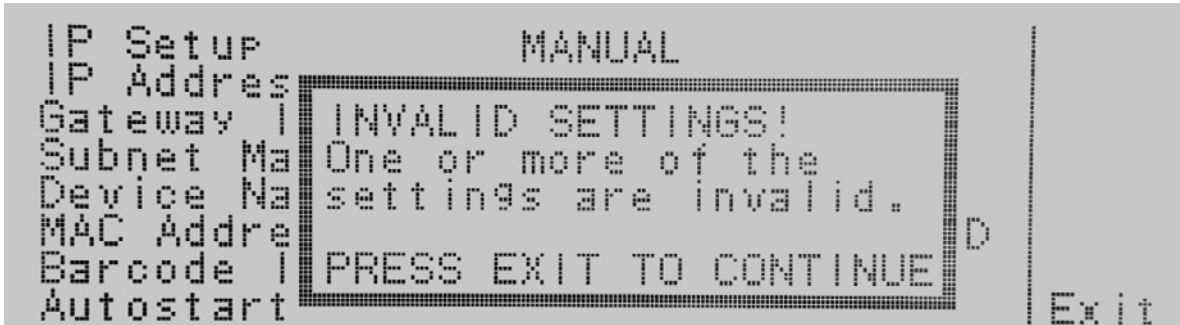 IP Setup MANUAL
IP Addres
Gateway I
INVALID SETTINGS!
Subnet Ma
One or more of the
Device Na
settings are invalid.
MAC Addre
D
Barcode I
PRESS EXIT TO CONTINUE
Autostart
Exit